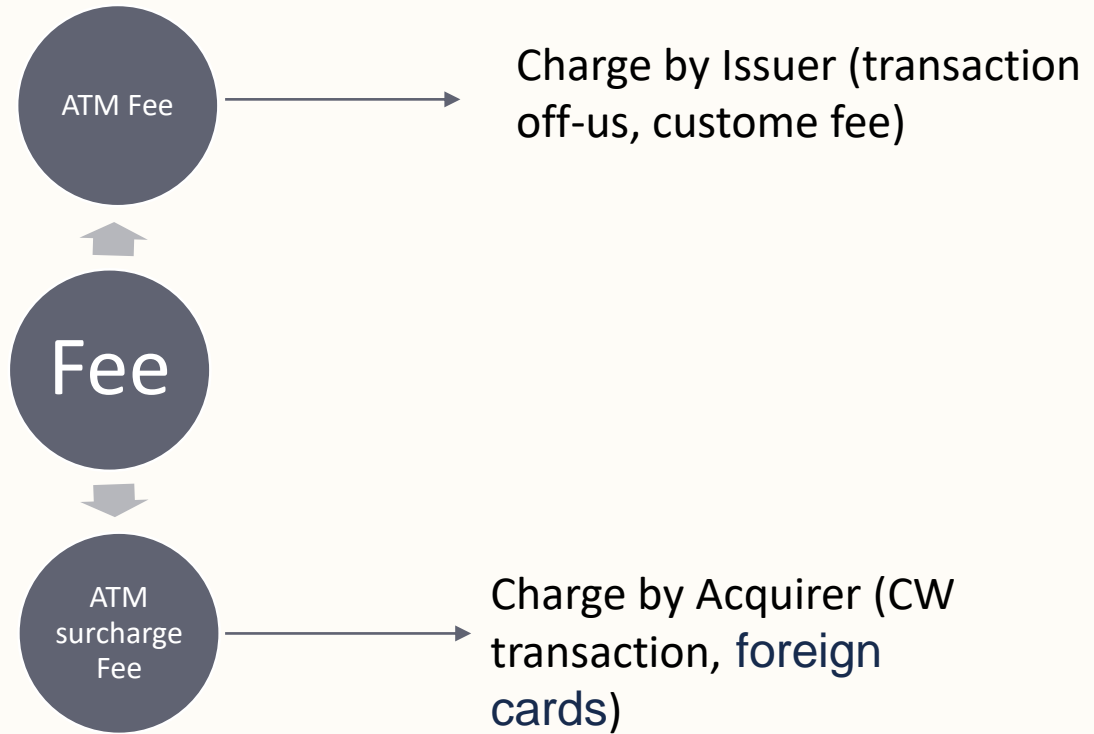 ATM Fee
Charge by Issuer (transaction
off-us, custome fee)
Fee
ATM
surcharge
Fee
Charge by Acquirer (CW
transaction, foreign
cards)